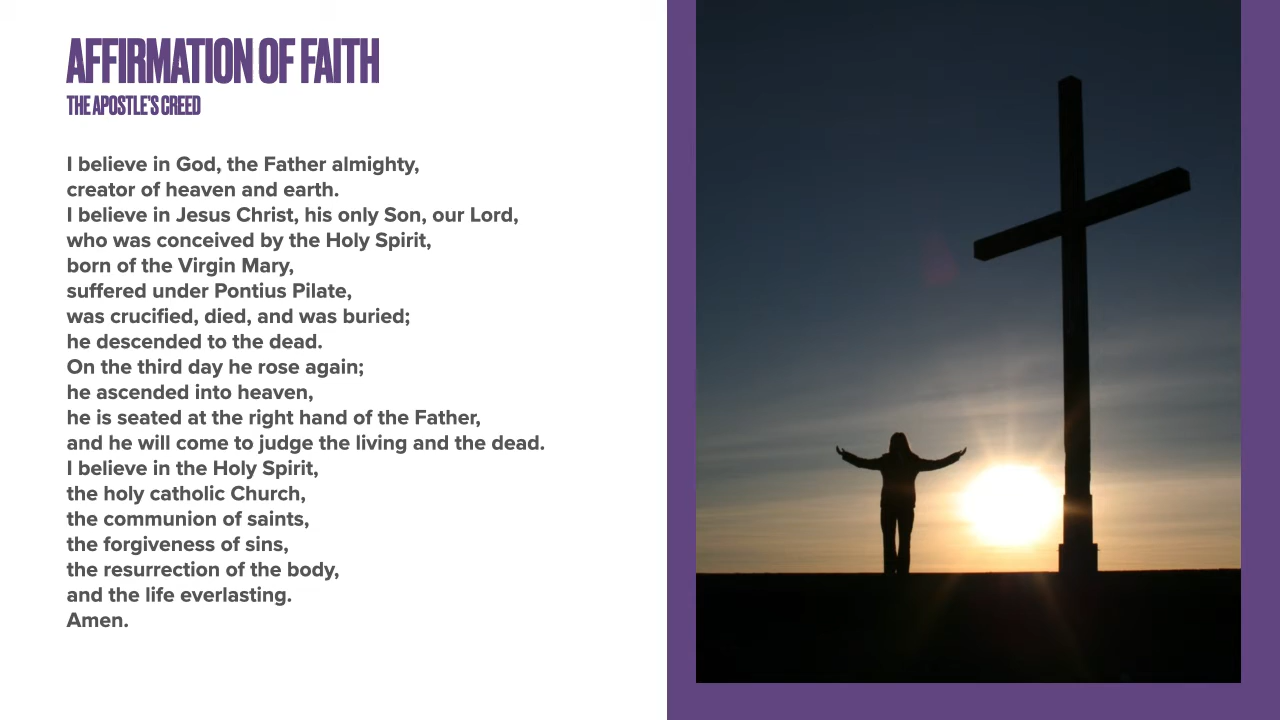 AFFIRMATION OF FAITH
THE APOSTLE'S CREED
I believe in God, the Father almighty,
creator of heaven and earth.
I believe in Jesus Christ, his only Son, our Lord,
who was conceived by the Holy Spirit,
born of the Virgin Mary,
suffered under Pontius Pilate,
was crucified, died, and was buried;
he descended to the dead.
On the third day he rose again;
he ascended into heaven,
he is seated at the right hand of the Father,
and he will come to judge the living and the dead.
I believe in the Holy Spirit,
the holy catholic Church,
the communion of saints,
the forgiveness of sins,
the resurrection of the body,
and the life everlasting.
Amen.